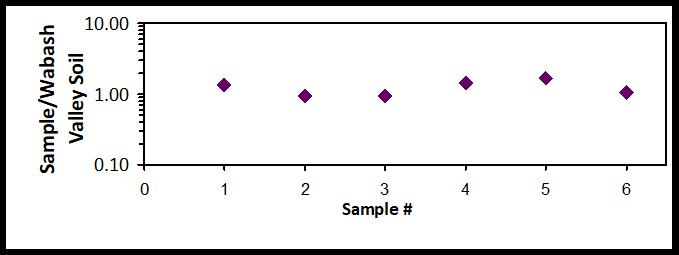 Sample/Wabash
Valley Soil
10.00
1.00
0.10
0 1 2 3 4 5 6
Sample #